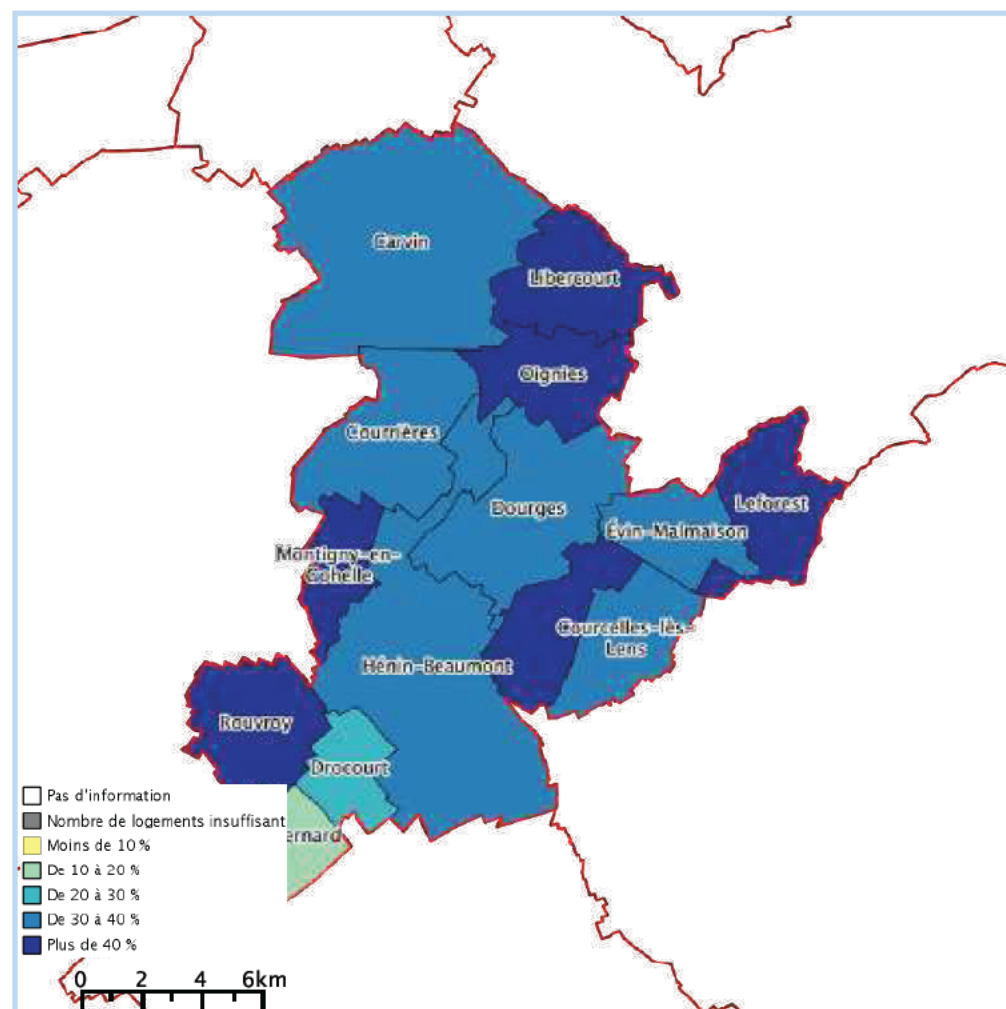 Carvin
Libercourt
Oignies
Courrières
Dourges
Leforest
Évin-Malmaison
Montigny-en-
Gohelle
Courcelles-lès-
Lens
Hénin-Beaumont
Rouvroy
Drocourt
ernard
Pas d'information
Nombre de logements insuffisant
Moins de 10 %
De 10 à 20 %
De 20 à 30 %
De 30 à 40 %
Plus de 40 %
0 2 4 6km